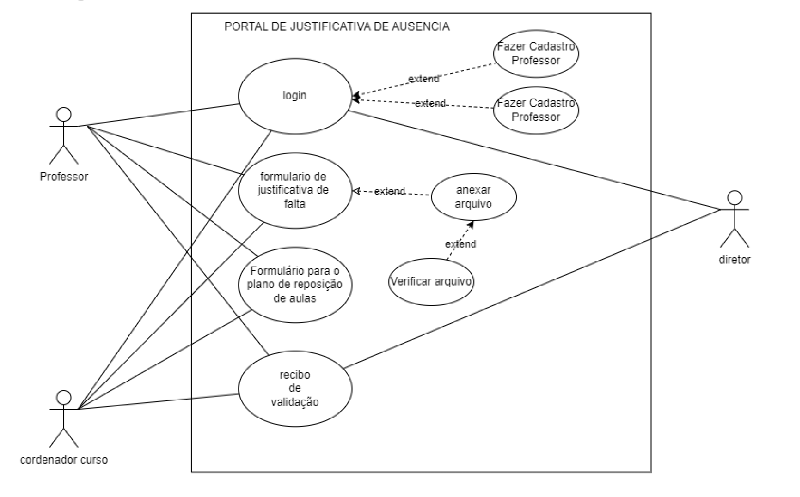 PORTAL DE JUSTIFICATIVA DE AUSENCIA
Fazer Cadastro
Professor
extend
login
extend
Fazer Cadastro
Professor
Professor
formulario de
justificativa de
falta
extend
anexar
arquivo
extend
diretor
Formulário para o
plano de reposição
de aulas
Verificar arquivo
recibo
de
validação
cordenador curso